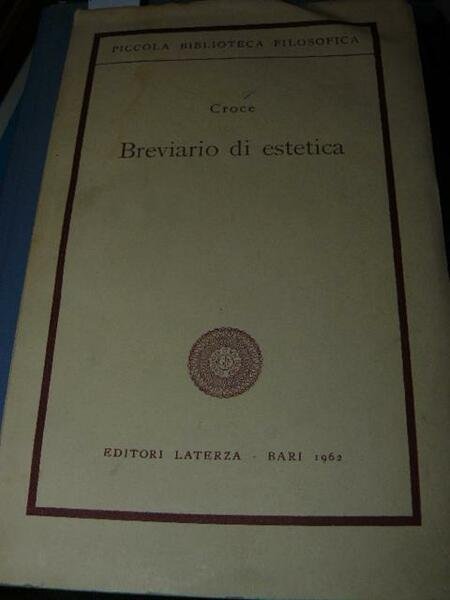 PICCOLA BIBLIOTECA FILOSOFICA
Croce
Breviario di estetica
EDITORI LATERZA - BARI 1962